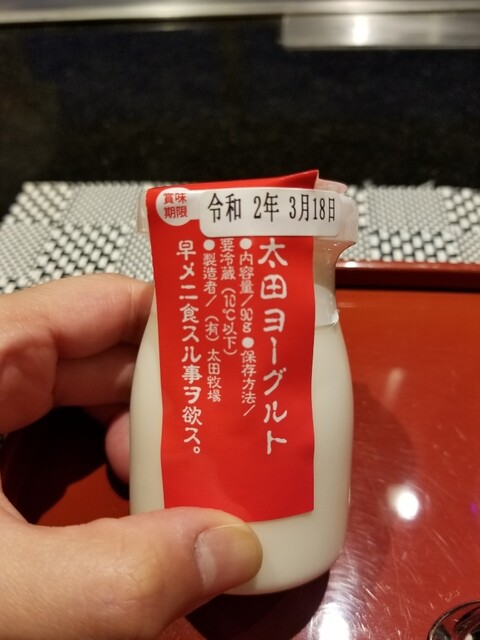 賞味
期限
令和 2年 3月18日
太田ヨーグルト
●内容量/90g●保存方法/
要冷蔵(10℃以下)
●製造者/(有)太田牧場
早メニ食スル事ヲ欲ス。